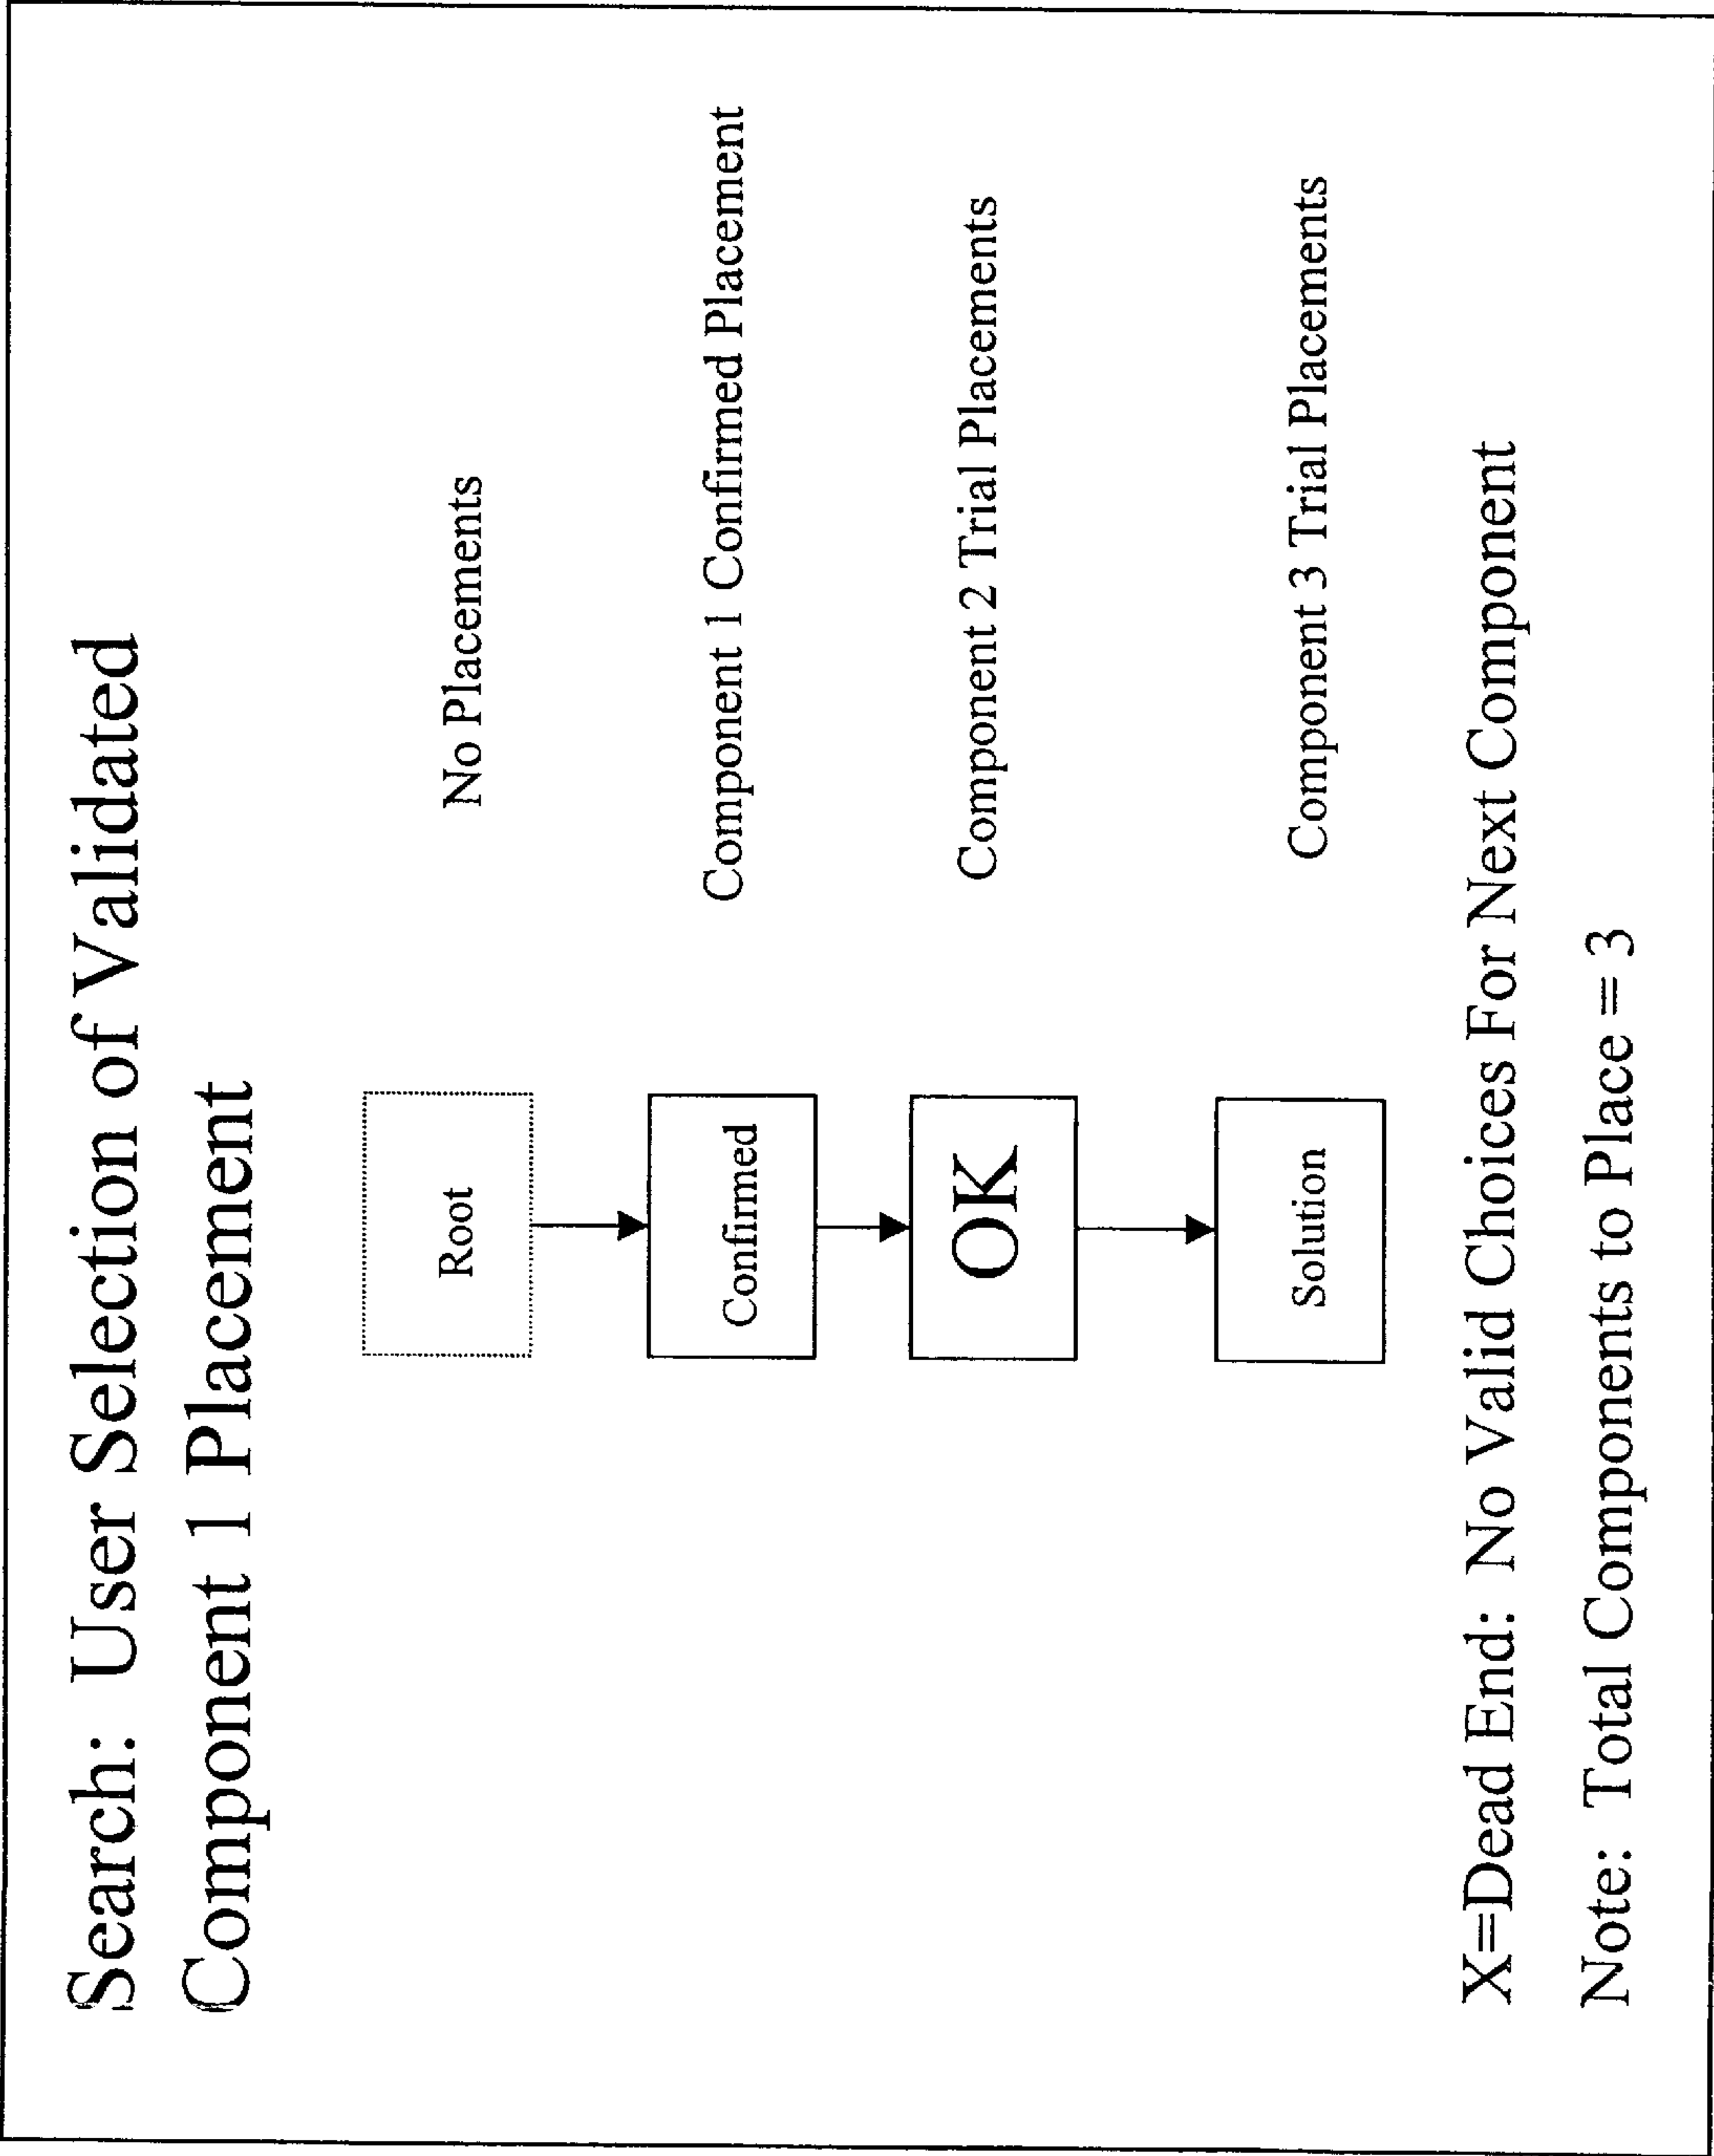 Search: User Selection of Validated
Component 1 Placement
Root
No Placements
Confirmed
Component 1 Confirmed Placement
OK
Component 2 Trial Placements
Solution
Component 3 Trial Placements
X=Dead End: No Valid Choices For Next Component
Note: Total Components to Place = 3